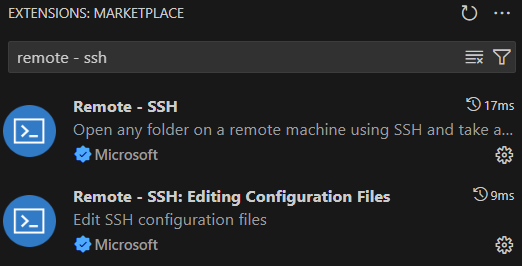 EXTENSIONS: MARKETPLACE
remote - ssh
Remote - SSH 17ms
Open any folder on a remote machine using SSH and take a...
Microsoft
Remote - SSH: Editing Configuration Files 9ms
Edit SSH configuration files
Microsoft